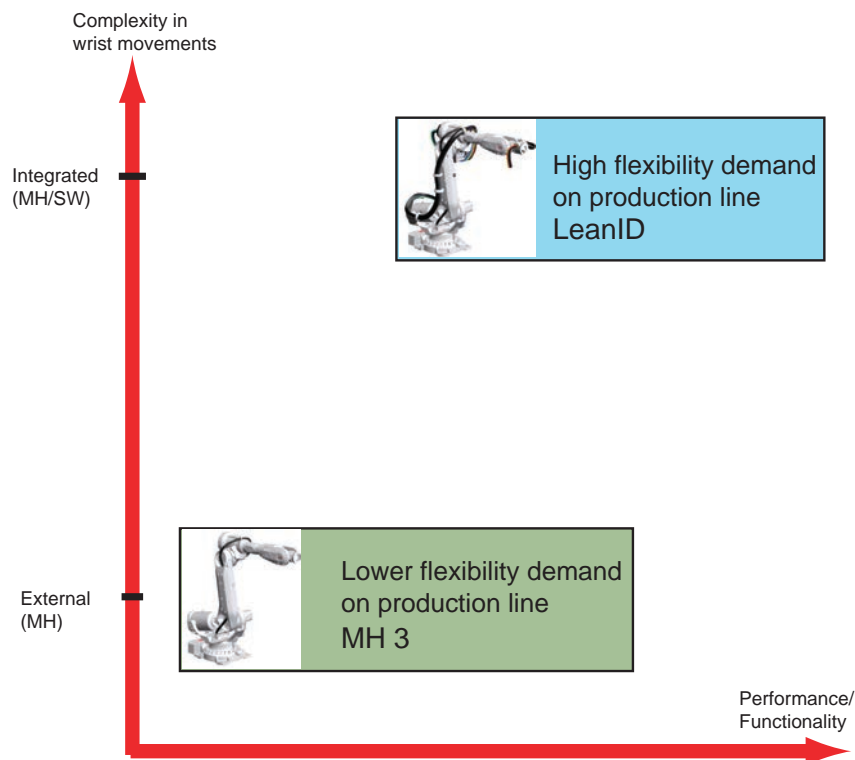 Complexity in
wrist movements
Integrated
(MH/SW)
High flexibility demand
on production line
LeanID
External
(MH)
Lower flexibility demand
on production line
MH 3
Performance/
Functionality